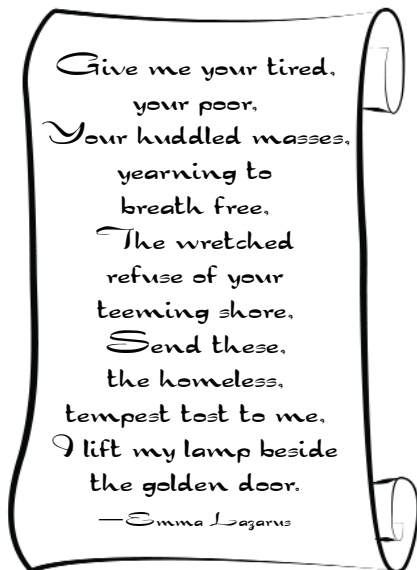 Give me your tired,
your poor,
Your huddled masses,
yearning to
breath free,
The wretched
refuse of your
teeming shore,
Send these,
the homeless,
tempest tost to me,
I lift my lamp beside
the golden door.
—Emma Lazarus